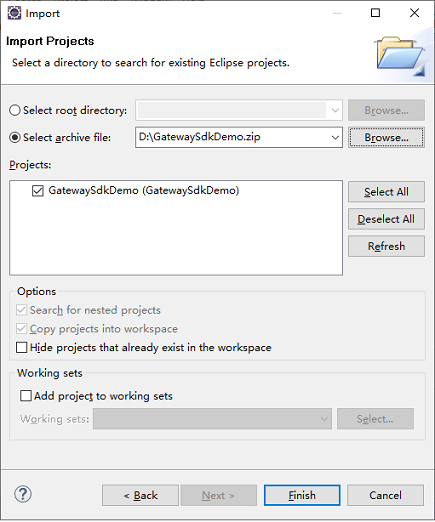 Import
Import Projects
Select a directory to search for existing Eclipse projects.
Select root directory:
Browse...
Select archive file:
D:\GatewaySdkDemo.zip
Browse...
Projects:
GatewaySdkDemo (GatewaySdkDemo)
Select All
Deselect All
Refresh
Options
Search for nested projects
Copy projects into workspace
Hide projects that already exist in the workspace
Working sets
Add project to working sets
Working sets:
Select...
?
< Back
Next >
Finish
Cancel